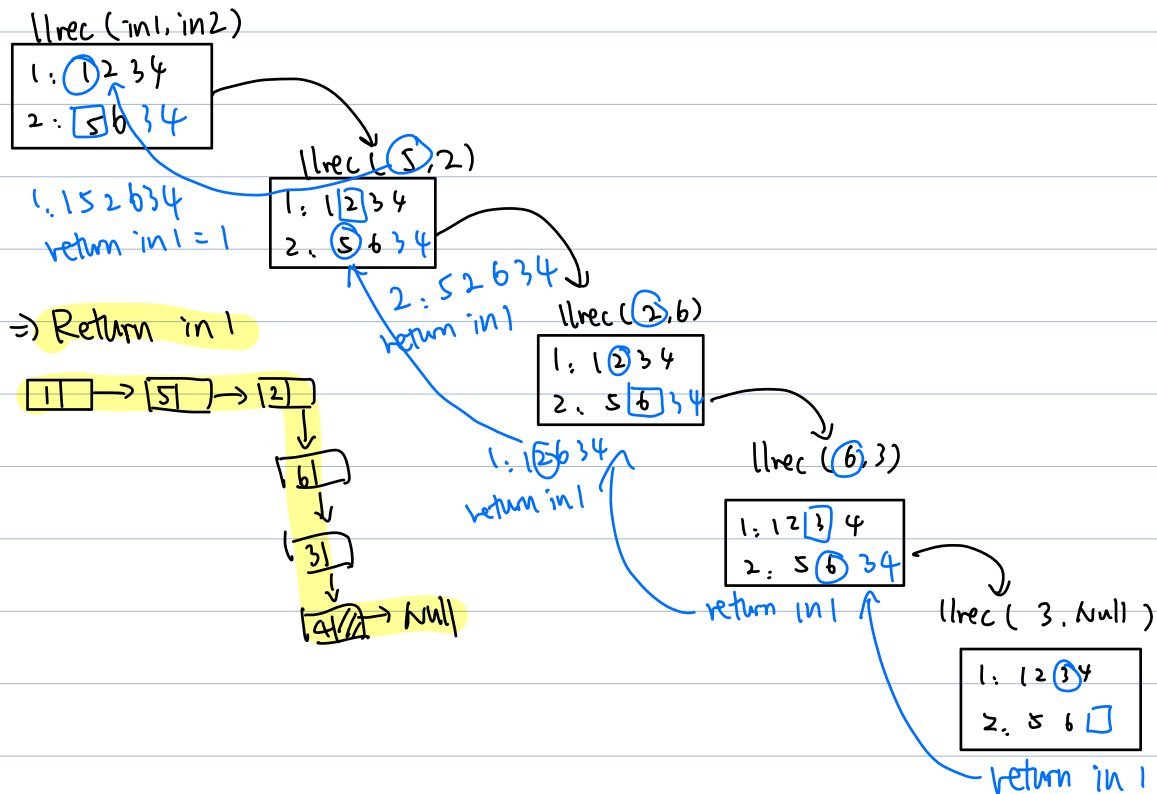 llrec (in1, in2)
1: 1 2 3 4
2: 5 6 3 4
1. 1 5 2 6 3 4
return in1 = 1
llrec ( 5, 2)
1: 1 2 3 4
2. 5 6 3 4
2: 5 2 6 3 4
return in1
llrec ( 2, 6)
1: 1 2 3 4
2: 5 6 3 4
1: 1 2 6 3 4
return in1
llrec ( 6, 3)
1: 1 2 3 4
2: 5 6 3 4
return in1
llrec ( 3, Null )
1: 1 2 3 4
2. 5 6
return in 1
⇒ Return in1
1 → 5 → 2
↓
6
↓
3
↓
4 → Null